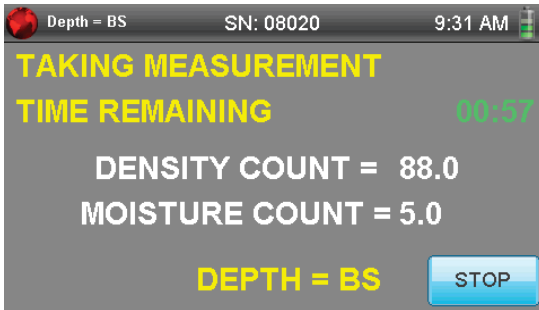 Depth = BS SN: 08020 9:31 AM
TAKING MEASUREMENT
TIME REMAINING 00:57
DENSITY COUNT = 88.0
MOISTURE COUNT = 5.0
DEPTH = BS STOP